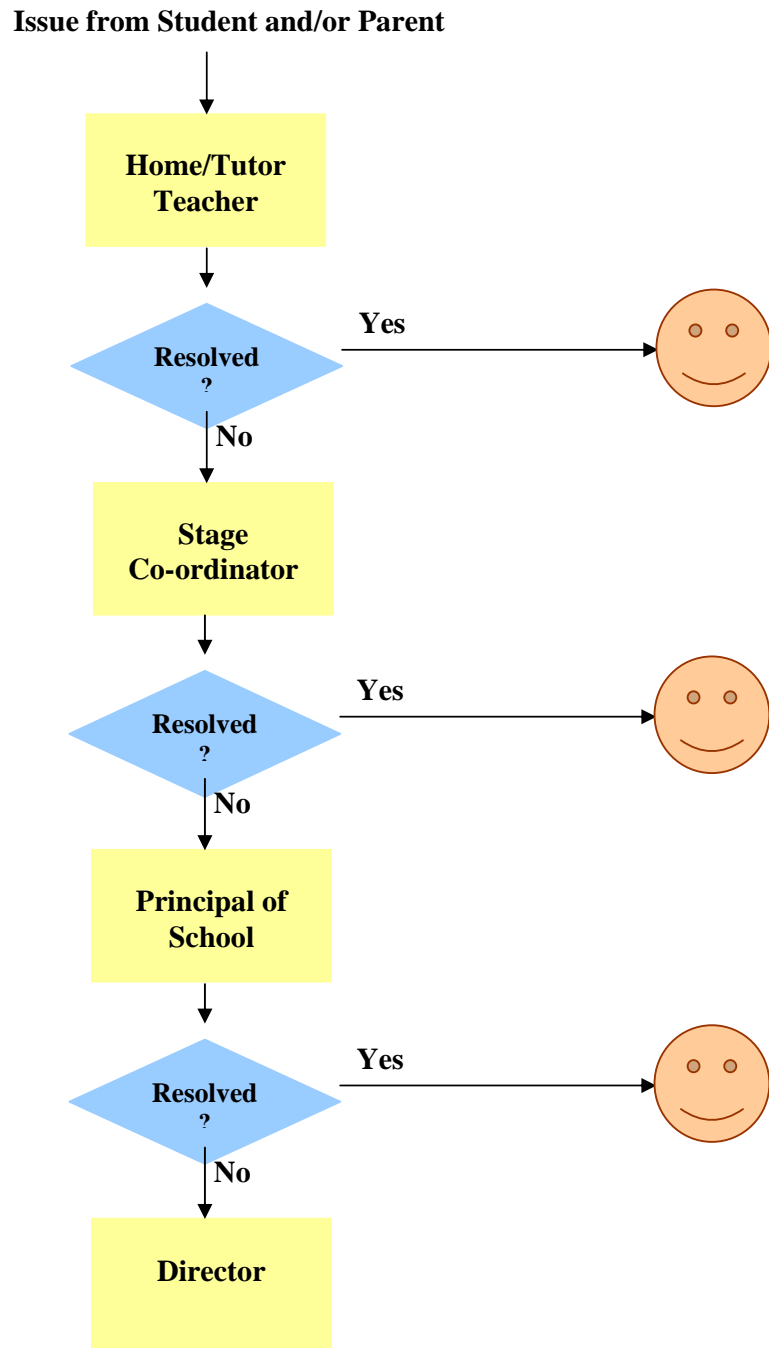 Issue from Student and/or Parent
Home/Tutor
Teacher
Yes
Resolved
?
No
Stage
Co-ordinator
Yes
Resolved
?
No
Principal of
School
Yes
Resolved
?
No
Director